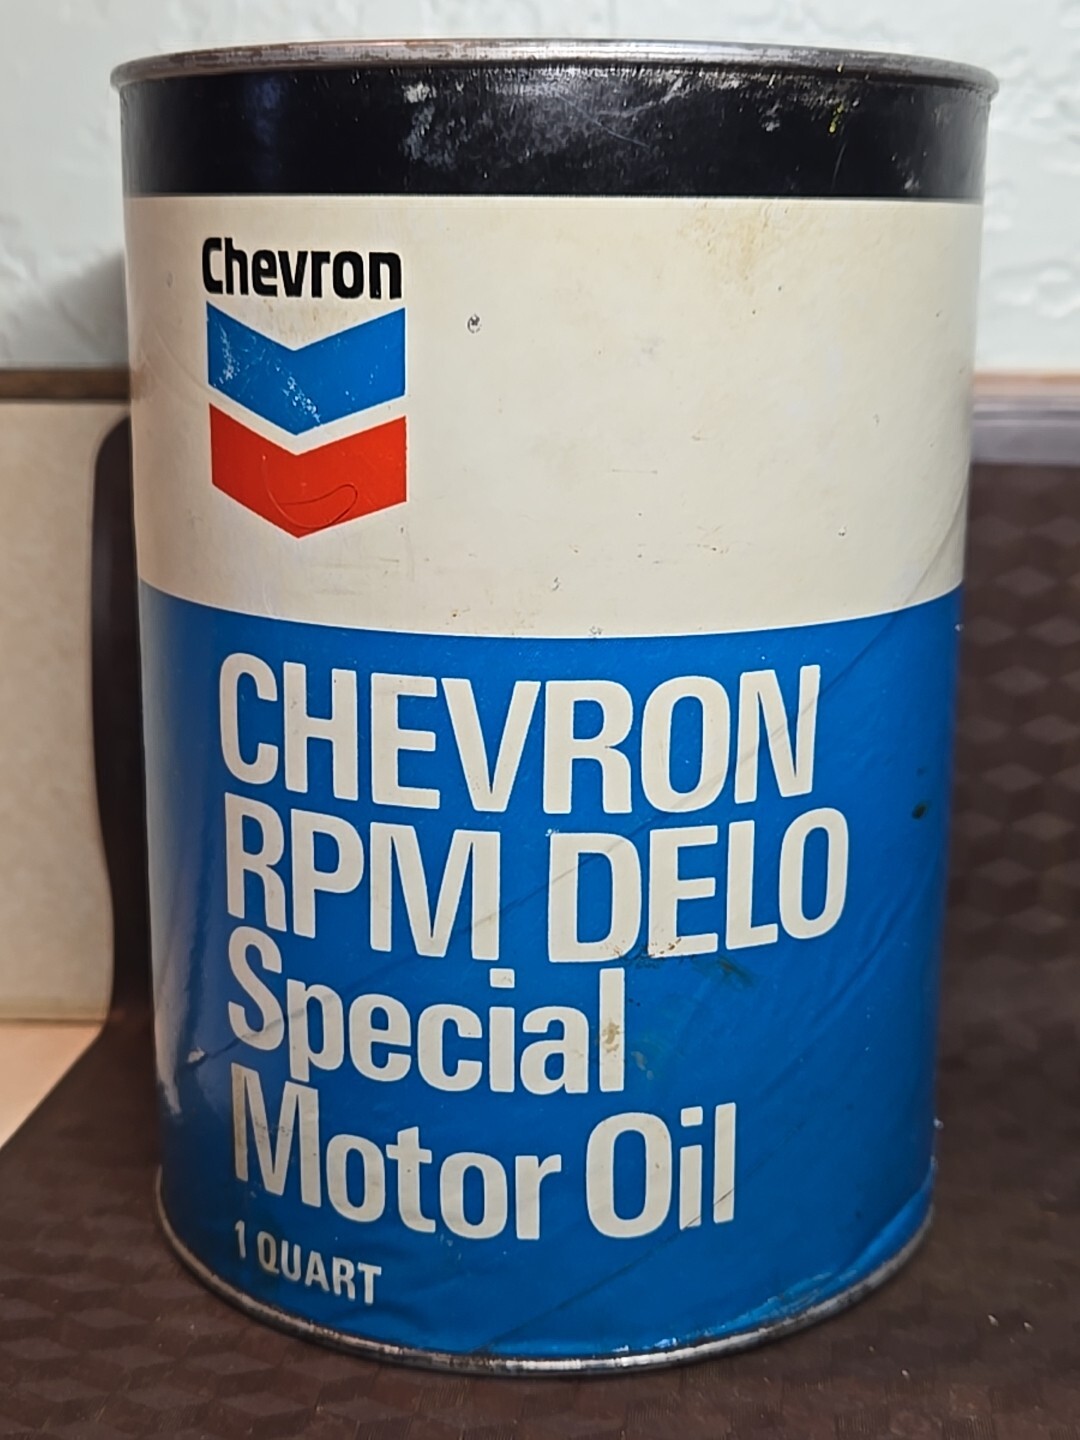 Chevron
CHEVRON
RPM DELO
Special
Motor Oil
1 QUART